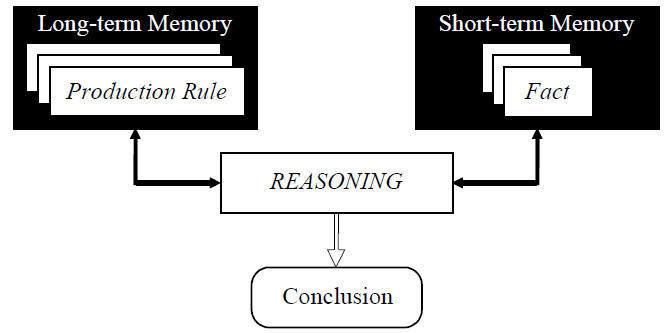 Long-term Memory
Short-term Memory
Production Rule
Fact
REASONING
Conclusion